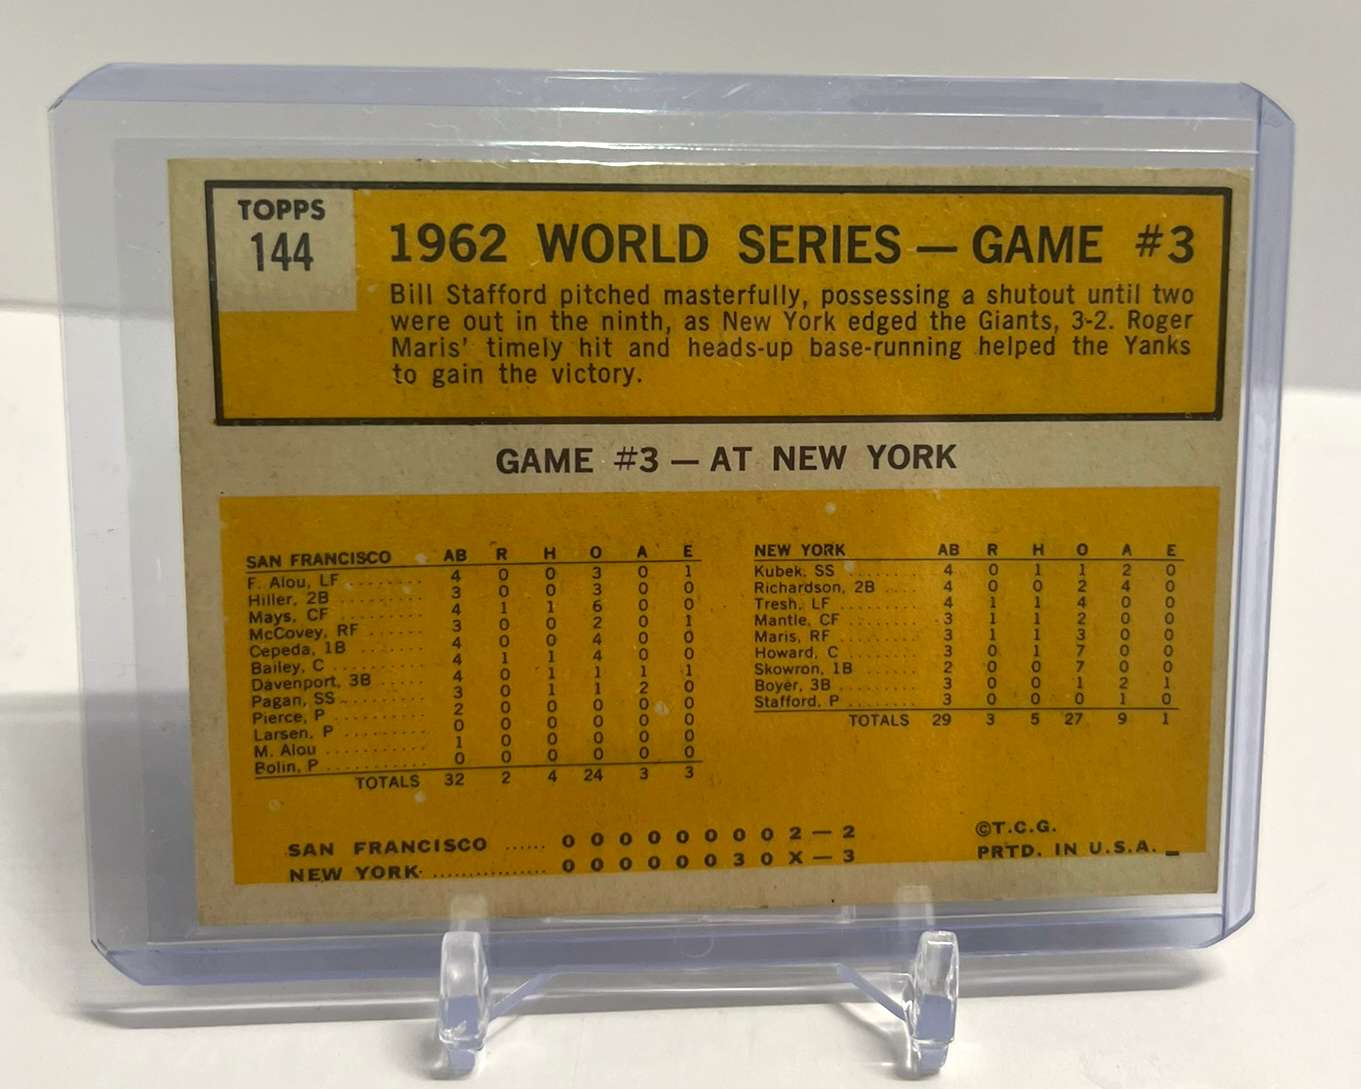 TOPPS
144
1962 WORLD SERIES — GAME #3
Bill Stafford pitched masterfully, possessing a shutout until two
were out in the ninth, as New York edged the Giants, 3-2. Roger
Maris' timely hit and heads-up base-running helped the Yanks
to gain the victory.
GAME #3 — AT NEW YORK
SAN FRANCISCO AB R H O A E
F. Alou, LF ........ 4 0 0 3 0 1
Hiller, 2B ........ 3 0 0 3 0 0
Mays, CF ........ 4 1 1 6 0 0
McCovey, RF ...... 3 0 0 2 0 1
Cepeda, 1B ........ 4 0 0 4 0 0
Bailey, C ........ 4 1 1 4 0 0
Davenport, 3B .... 4 0 1 1 1 1
Pagan, SS ........ 3 0 1 1 2 0
Pierce, P ........ 2 0 0 0 0 0
Larsen, P ........ 0 0 0 0 0 0
M. Alou ........ 1 0 0 0 0 0
Bolin, P ........ 0 0 0 0 0 0
TOTALS 32 2 4 24 3 3
NEW YORK AB R H O A E
Kubek, SS ........ 4 0 1 1 2 0
Richardson, 2B .... 4 0 0 2 4 0
Tresh, LF ........ 4 1 1 4 0 0
Mantle, CF ........ 3 1 1 2 0 0
Maris, RF ........ 3 1 1 3 0 0
Howard, C ........ 3 0 1 7 0 0
Skowron, 1B ...... 2 0 0 7 0 0
Boyer, 3B ........ 3 0 0 1 2 1
Stafford, P ........ 3 0 0 0 1 0
TOTALS 29 3 5 27 9 1
SAN FRANCISCO ...... 0 0 0 0 0 0 0 0 2 — 2
NEW YORK ................ 0 0 0 0 0 0 3 0 X — 3
©T.C.G.
PRTD. IN U.S.A.